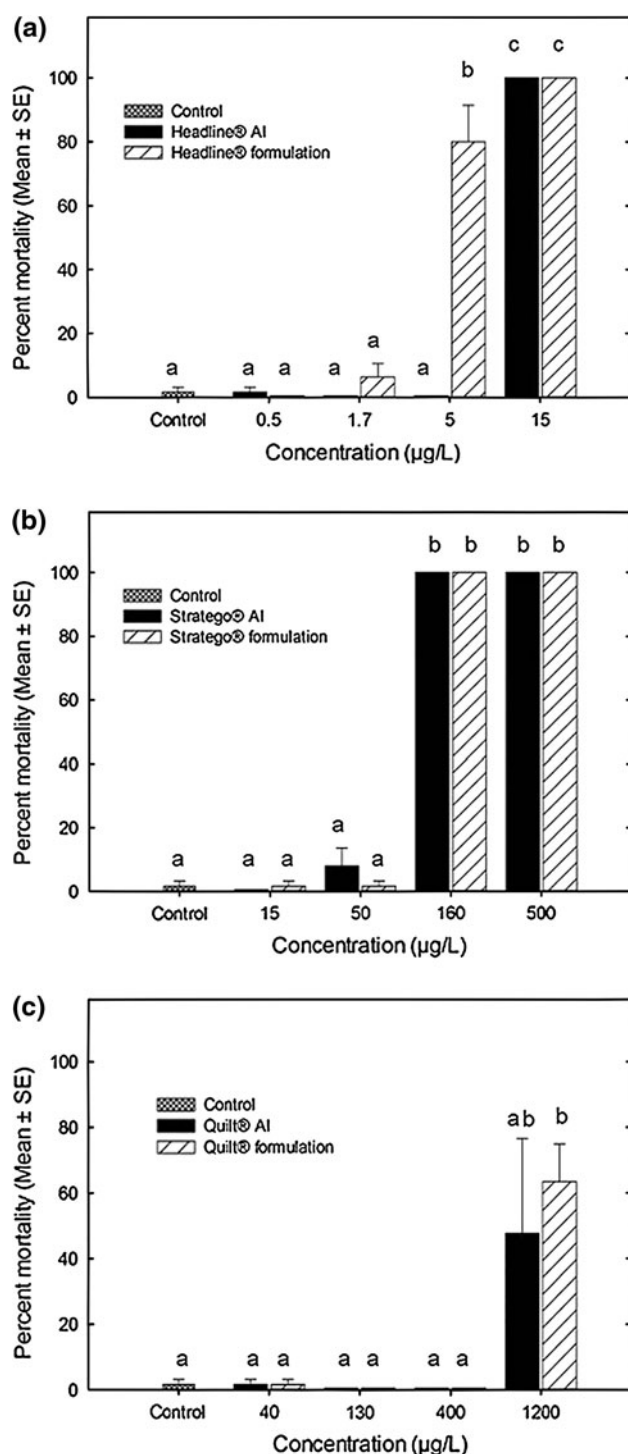 (a)
c c
b
100
Control
Headline® AI
Headline® formulation
80
60
40
20
a a a a a a
0
Control 0.5 1.7 5 15
Concentration (µg/L)
Percent mortality (Mean ± SE)
(b)
b b b b
100
Control
Stratego® AI
Stratego® formulation
80
60
40
20
a a a a a
0
Control 15 50 160 500
Concentration (µg/L)
Percent mortality (Mean ± SE)
(c)
100
Control
Quilt® AI
Quilt® formulation
ab b
80
60
40
20
a a a a a a a
0
Control 40 130 400 1200
Concentration (µg/L)
Percent mortality (Mean ± SE)